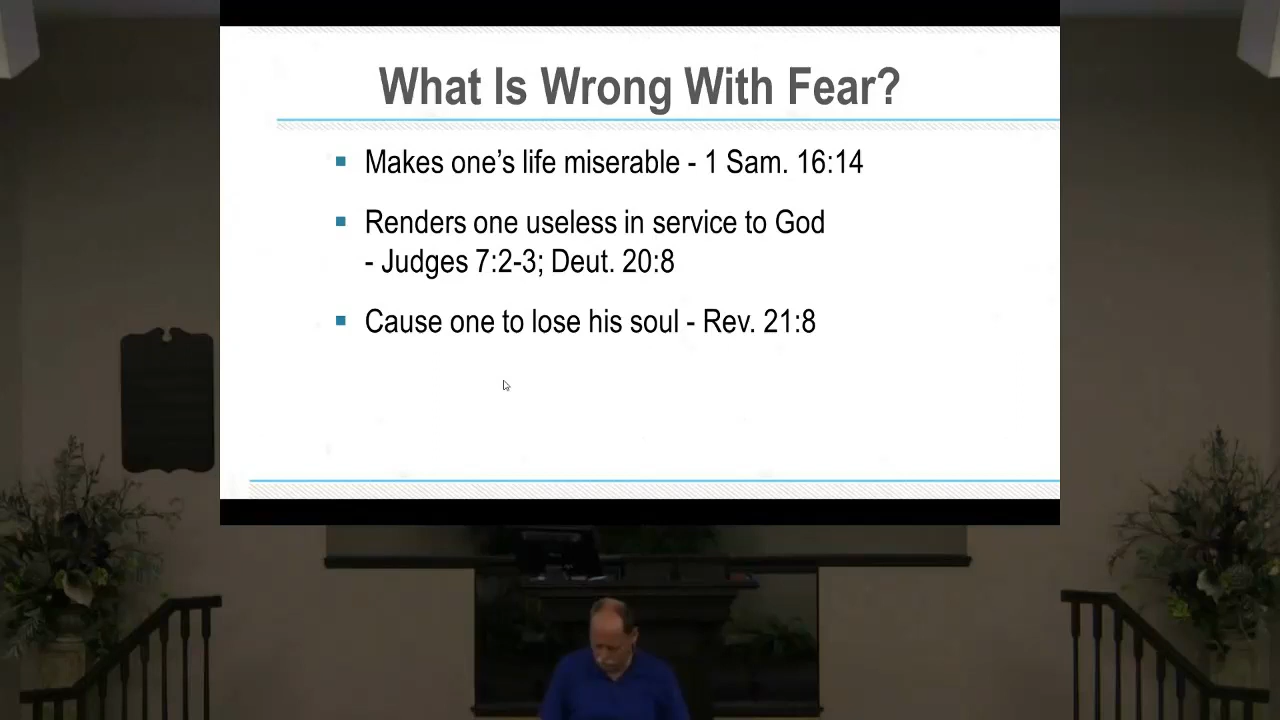 What Is Wrong With Fear?
Makes one’s life miserable - 1 Sam. 16:14
Renders one useless in service to God
- Judges 7:2-3; Deut. 20:8
Cause one to lose his soul - Rev. 21:8